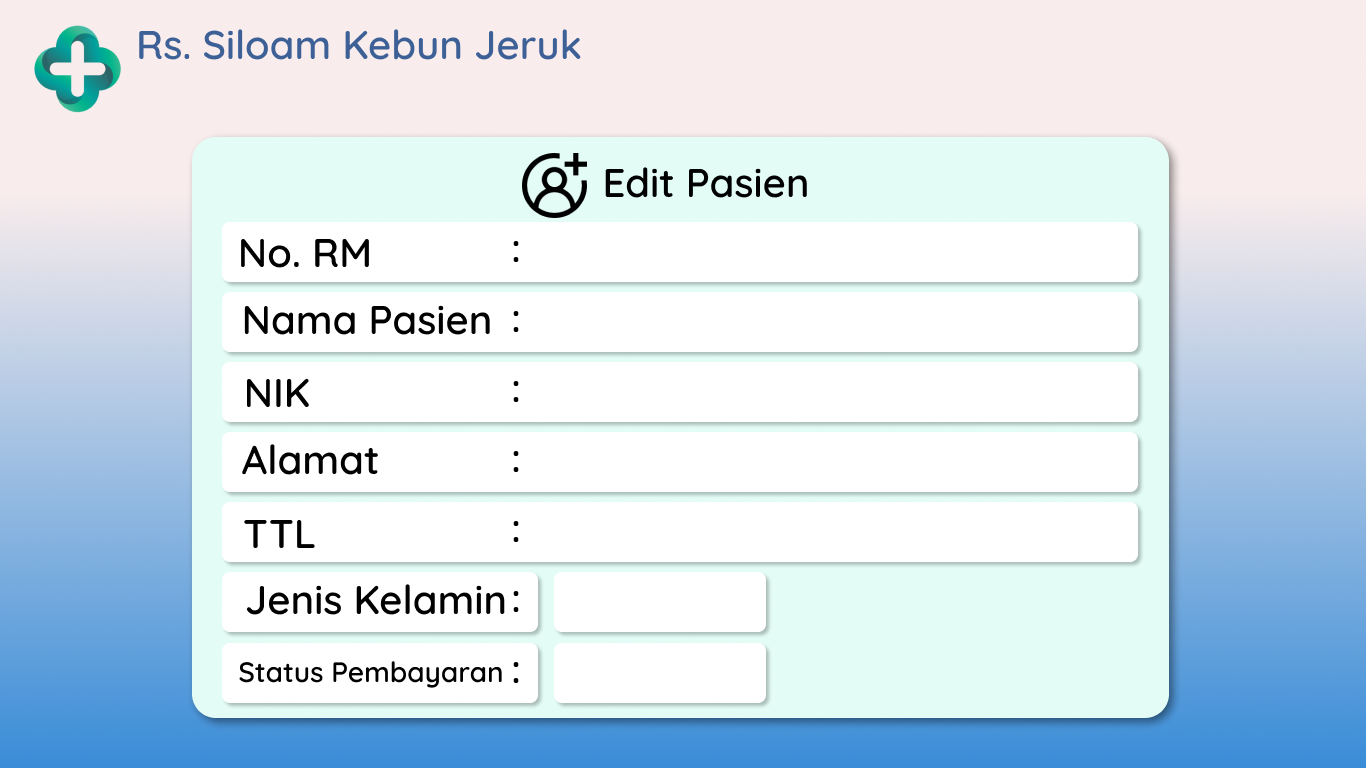 Rs. Siloam Kebun Jeruk
Edit Pasien
No. RM :
Nama Pasien :
NIK :
Alamat :
TTL :
Jenis Kelamin :
Status Pembayaran :